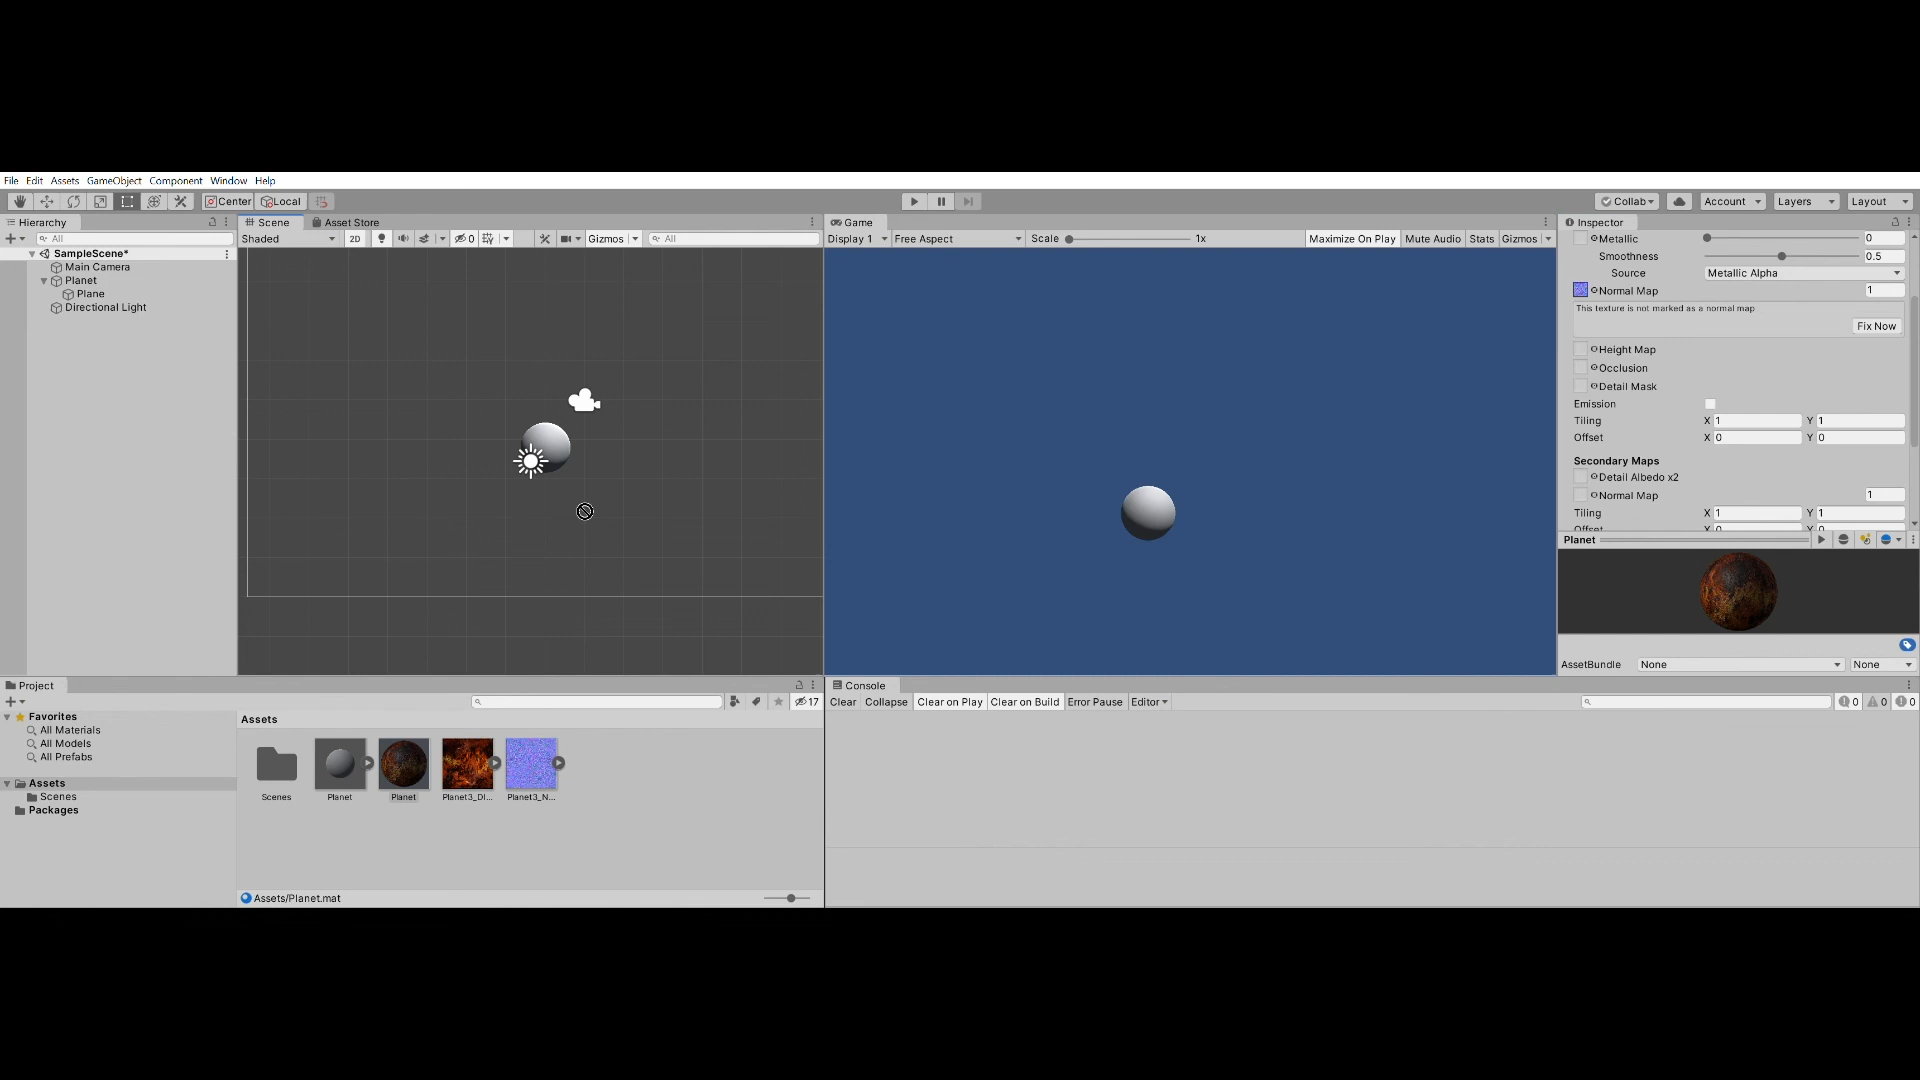 File Edit Assets GameObject Component Window Help
Center Local Collab Account Layers Layout
Hierarchy
All
SampleScene*
Main Camera
Planet
Plane
Directional Light
Scene Asset Store
Shaded 2D 0 Gizmos All
Game
Display 1 Free Aspect Scale 1x Maximize On Play Mute Audio Stats Gizmos
Inspector
Metallic 0
Smoothness 0.5
Source Metallic Alpha
Normal Map 1
This texture is not marked as a normal map
Fix Now
Height Map
Occlusion
Detail Mask
Emission
Tiling X 1 Y 1
Offset X 0 Y 0
Secondary Maps
Detail Albedo x2
Normal Map 1
Tiling X 1 Y 1
Offset X 0 Y 0
Planet
AssetBundle None None
Project
17
Favorites
All Materials
All Models
All Prefabs
Assets
Scenes
Packages
Assets
Scenes Planet Planet Planet3_DI... Planet3_N...
Assets/Planet.mat
Console
Clear Collapse Clear on Play Clear on Build Error Pause Editor 0 0 0